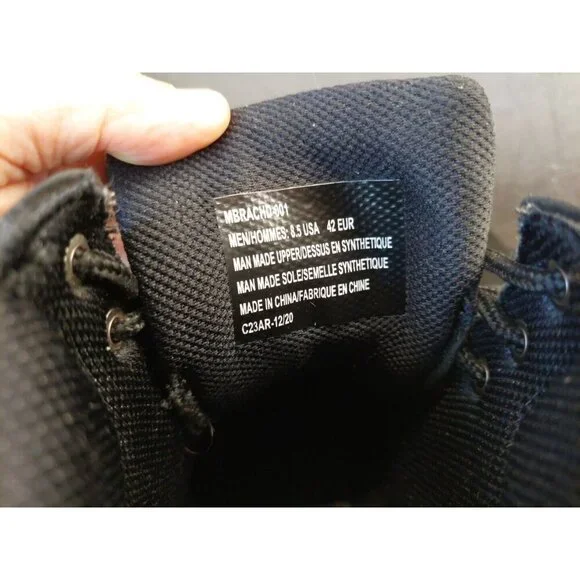 MBRACHD-001
MEN/HOMMES: 8.5 USA 42 EUR
MAN MADE UPPER/DESSUS EN SYNTHETIQUE
MAN MADE SOLE/SEMELLE SYNTHETIQUE
MADE IN CHINA/FABRIQUE EN CHINE
C23AR-12/20